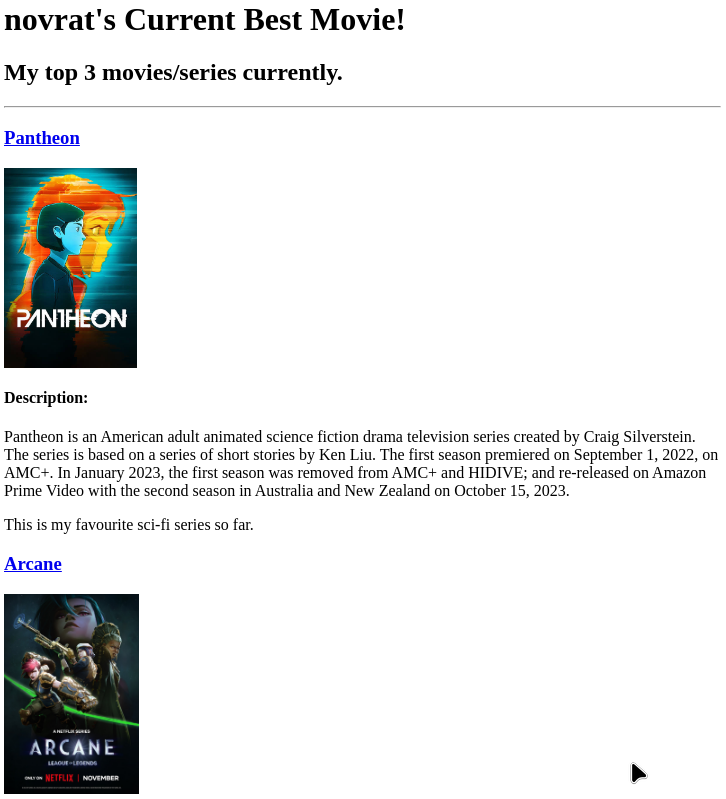 novrat's Current Best Movie!
My top 3 movies/series currently.
Pantheon
PANTHEON
Description:
Pantheon is an American adult animated science fiction drama television series created by Craig Silverstein.
The series is based on a series of short stories by Ken Liu. The first season premiered on September 1, 2022, on
AMC+. In January 2023, the first season was removed from AMC+ and HIDIVE; and re-released on Amazon
Prime Video with the second season in Australia and New Zealand on October 15, 2023.
This is my favourite sci-fi series so far.
Arcane
A NETFLIX SERIES
ARCANE
LEAGUE OF LEGENDS
ONLY ON NETFLIX | NOVEMBER